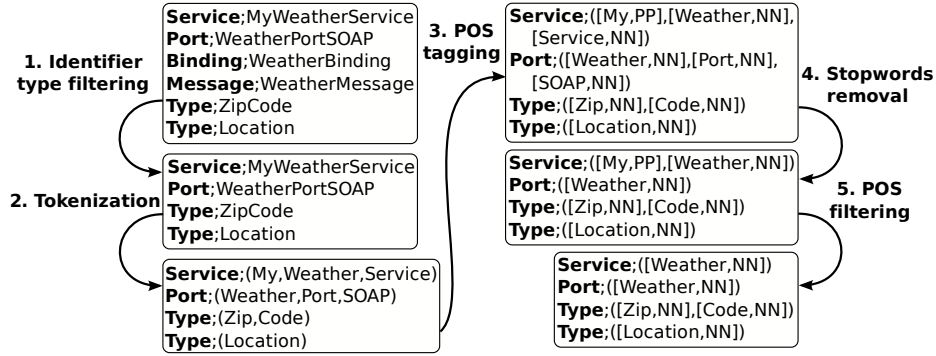 Service;MyWeatherService
Port;WeatherPortSOAP
Binding;WeatherBinding
Message;WeatherMessage
Type;ZipCode
Type;Location
1. Identifier
type filtering
Service;MyWeatherService
Port;WeatherPortSOAP
Type;ZipCode
Type;Location
2. Tokenization
Service;(My,Weather,Service)
Port;(Weather,Port,SOAP)
Type;(Zip,Code)
Type;(Location)
3. POS
tagging
Service;([My,PP],[Weather,NN],
[Service,NN])
Port;([Weather,NN],[Port,NN],
[SOAP,NN])
Type;([Zip,NN],[Code,NN])
Type;([Location,NN])
4. Stopwords
removal
Service;([My,PP],[Weather,NN])
Port;([Weather,NN])
Type;([Zip,NN],[Code,NN])
Type;([Location,NN])
5. POS
filtering
Service;([Weather,NN])
Port;([Weather,NN])
Type;([Zip,NN],[Code,NN])
Type;([Location,NN])